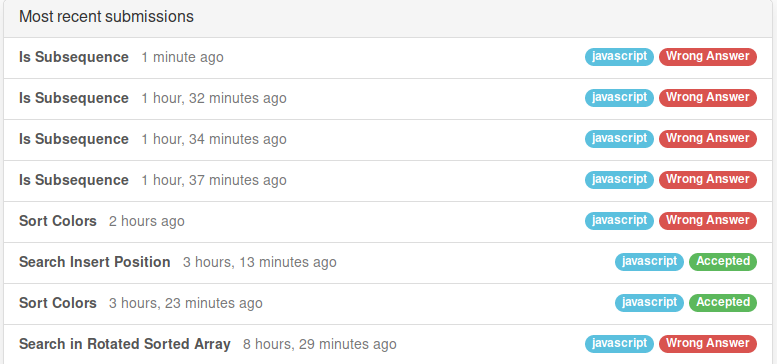 Most recent submissions
Is Subsequence 1 minute ago javascript Wrong Answer
Is Subsequence 1 hour, 32 minutes ago javascript Wrong Answer
Is Subsequence 1 hour, 34 minutes ago javascript Wrong Answer
Is Subsequence 1 hour, 37 minutes ago javascript Wrong Answer
Sort Colors 2 hours ago javascript Wrong Answer
Search Insert Position 3 hours, 13 minutes ago javascript Accepted
Sort Colors 3 hours, 23 minutes ago javascript Accepted
Search in Rotated Sorted Array 8 hours, 29 minutes ago javascript Wrong Answer